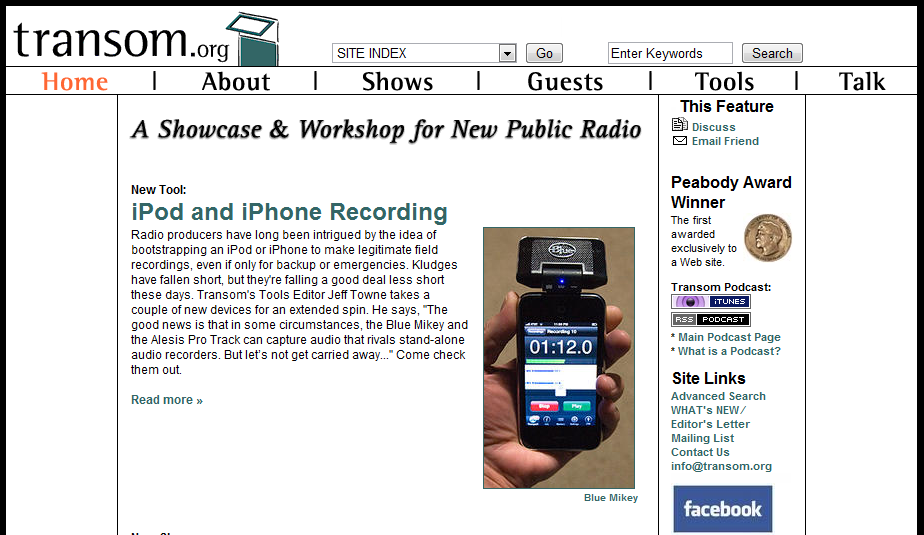 transom.org
SITE INDEX
Go
Enter Keywords
Search
Home | About | Shows | Guests | Tools | Talk
A Showcase & Workshop for New Public Radio
New Tool:
iPod and iPhone Recording
Radio producers have long been intrigued by the idea of
bootstrapping an iPod or iPhone to make legitimate field
recordings, even if only for backup or emergencies. Kludges
have fallen short, but they're falling a good deal less short
these days. Transom's Tools Editor Jeff Towne takes a
couple of new devices for an extended spin. He says, "The
good news is that in some circumstances, the Blue Mikey and
the Alesis Pro Track can capture audio that rivals stand-alone
audio recorders. But let's not get carried away..." Come check
them out.
Read more »
Blue
Recording 10
01:12.0
Stop
Play
Blue Mikey
This Feature
Discuss
Email Friend
Peabody Award
Winner
The first
awarded
exclusively to
a Web site.
Transom Podcast:
iTUNES
RSS PODCAST
* Main Podcast Page
* What is a Podcast?
Site Links
Advanced Search
WHAT'S NEW/
Editor's Letter
Mailing List
Contact Us
info@transom.org
facebook